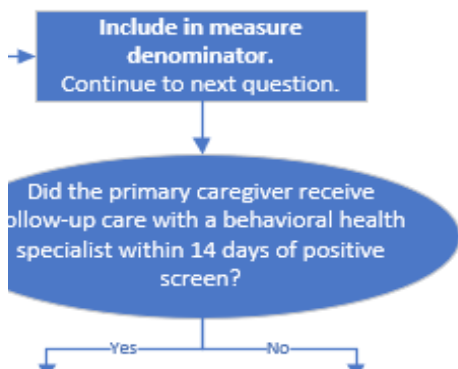 Include in measure
denominator.
Continue to next question.
Did the primary caregiver receive
ollow-up care with a behavioral health
specialist within 14 days of positive
screen?
Yes No